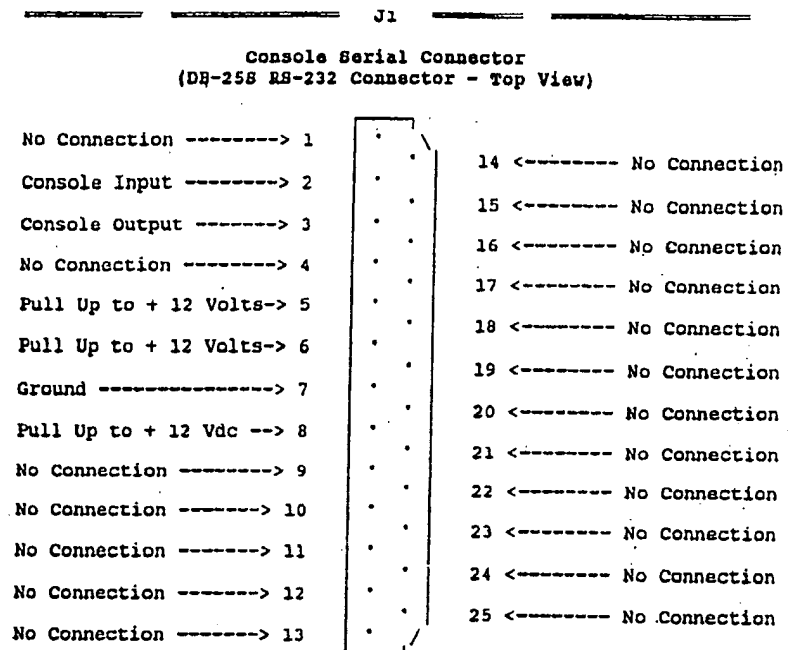 J1
Console Serial Connector
(DB-25S RS-232 Connector - Top View)
No Connection --------> 1
Console Input --------> 2
Console Output -------> 3
No Connection --------> 4
Pull Up to + 12 Volts-> 5
Pull Up to + 12 Volts-> 6
Ground ---------------> 7
Pull Up to + 12 Vdc --> 8
No Connection --------> 9
No Connection -------> 10
No Connection -------> 11
No Connection -------> 12
No Connection -------> 13
14 <-------- No Connection
15 <-------- No Connection
16 <-------- No Connection
17 <-------- No Connection
18 <-------- No Connection
19 <-------- No Connection
20 <-------- No Connection
21 <-------- No Connection
22 <-------- No Connection
23 <-------- No Connection
24 <-------- No Connection
25 <-------- No Connection